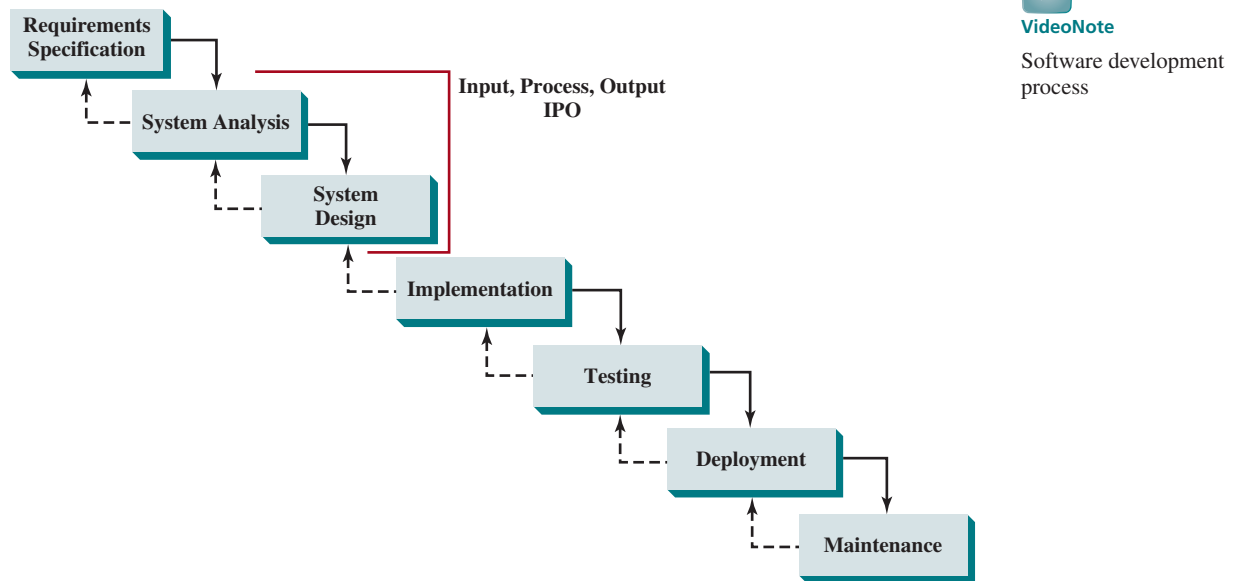 Requirements
Specification
System Analysis
Input, Process, Output
IPO
System
Design
Implementation
Testing
Deployment
Maintenance
VideoNote
Software development
process